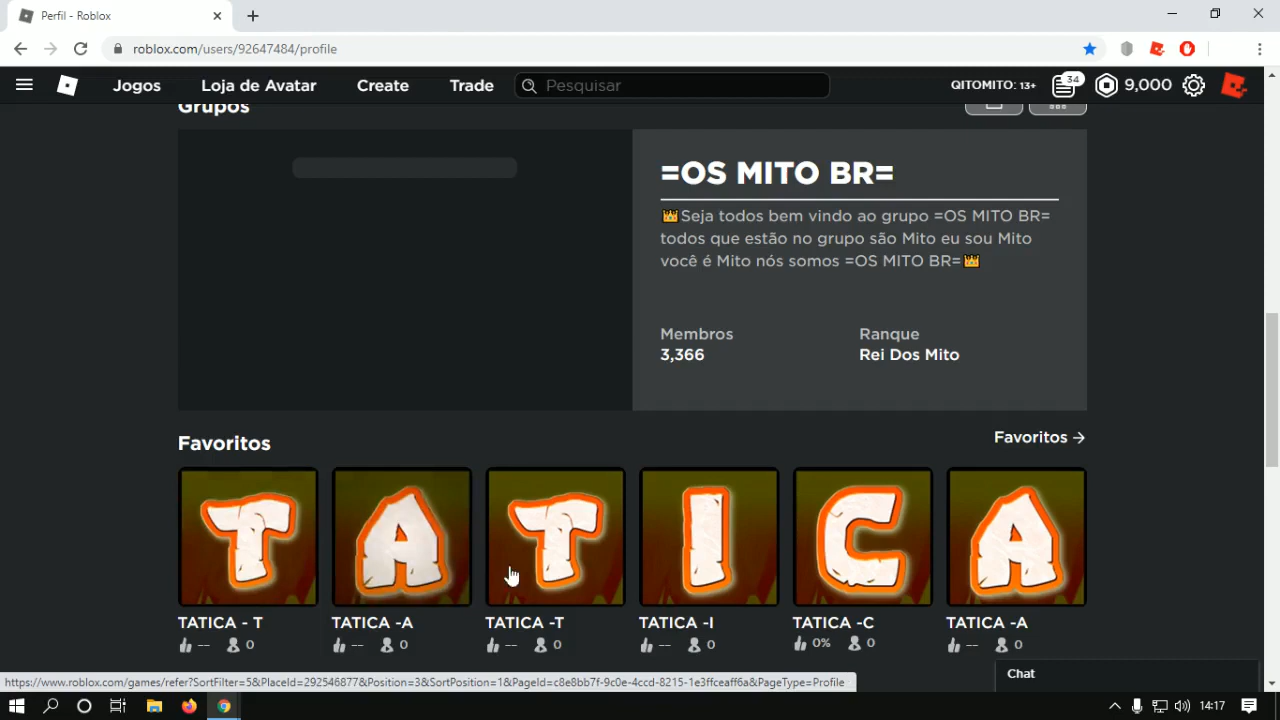 Perfil - Roblox
roblox.com/users/92647484/profile
Jogos Loja de Avatar Create Trade Pesquisar QITOMITO: 13+ 34 9,000
Grupos
=OS MITO BR=
👑Seja todos bem vindo ao grupo =OS MITO BR=
todos que estão no grupo são Mito eu sou Mito
você é Mito nós somos =OS MITO BR=👑
Membros Ranque
3,366 Rei Dos Mito
Favoritos Favoritos →
T A T I C A
TATICA - T TATICA -A TATICA -T TATICA -I TATICA -C TATICA -A
-- 0 -- 0 -- 0 -- 0 0% 0 -- 0
Chat
https://www.roblox.com/games/refer?SortFilter=5&PlaceId=292546877&Position=3&SortPosition=1&PageId=c8e8bb7f-9c0e-4ccd-8215-1e3ffceaff6a&PageType=Profile
14:17